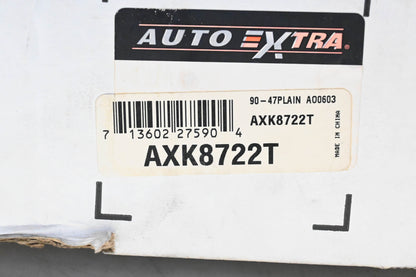 AUTO EXTRA
90-47PLAIN A00603
AXK8722T
7 13602 27590 4
AXK8722T
MADE IN CHINA